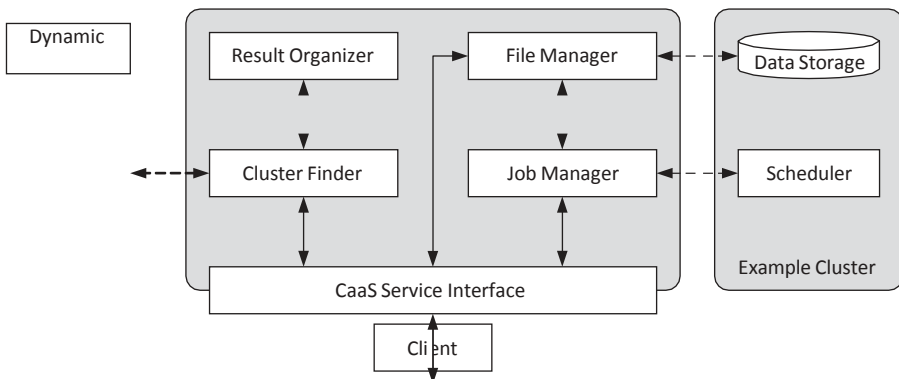 Dynamic
Result Organizer
File Manager
Data Storage
Cluster Finder
Job Manager
Scheduler
Example Cluster
CaaS Service Interface
Client